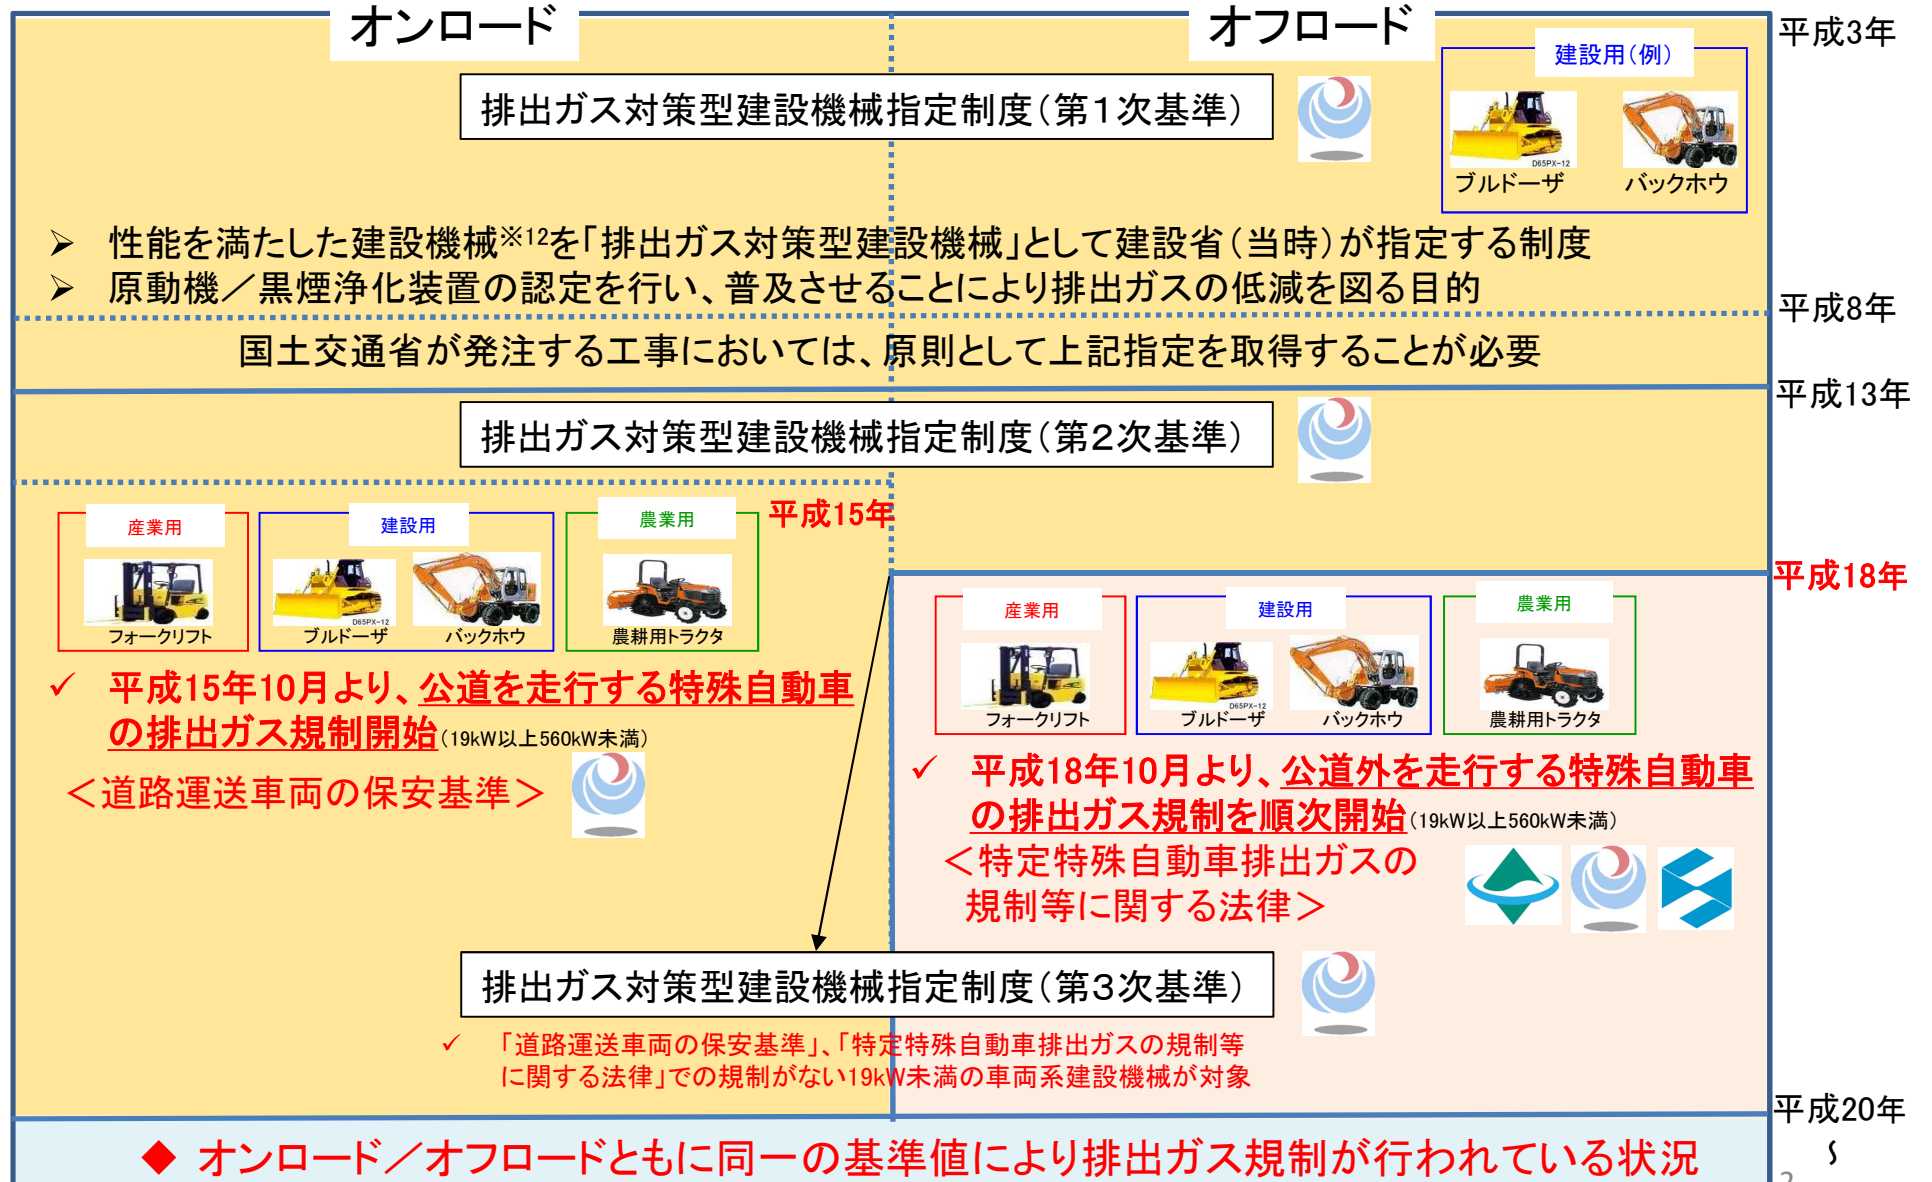 オンロード
オフロード
平成3年
建設用(例)
排出ガス対策型建設機械指定制度(第1次基準)
D65PX-12
ブルドーザ
バックホウ
➢ 性能を満たした建設機械※12を「排出ガス対策型建設機械」として建設省(当時)が指定する制度
➢ 原動機/黒煙浄化装置の認定を行い、普及させることにより排出ガスの低減を図る目的
平成8年
国土交通省が発注する工事においては、原則として上記指定を取得することが必要
平成13年
排出ガス対策型建設機械指定制度(第2次基準)
平成15年
産業用
建設用
農業用
D65PX-12
フォークリフト
ブルドーザ
バックホウ
農耕用トラクタ
✓ 平成15年10月より、公道を走行する特殊自動車
の排出ガス規制開始(19kW以上560kW未満)
<道路運送車両の保安基準>
平成18年
産業用
建設用
農業用
D65PX-12
フォークリフト
ブルドーザ
バックホウ
農耕用トラクタ
✓ 平成18年10月より、公道外を走行する特殊自動車
の排出ガス規制を順次開始(19kW以上560kW未満)
<特定特殊自動車排出ガスの
規制等に関する法律>
排出ガス対策型建設機械指定制度(第3次基準)
✓ 「道路運送車両の保安基準」、「特定特殊自動車排出ガスの規制等
に関する法律」での規制がない19kW未満の車両系建設機械が対象
平成20年
~
◆ オンロード/オフロードともに同一の基準値により排出ガス規制が行われている状況